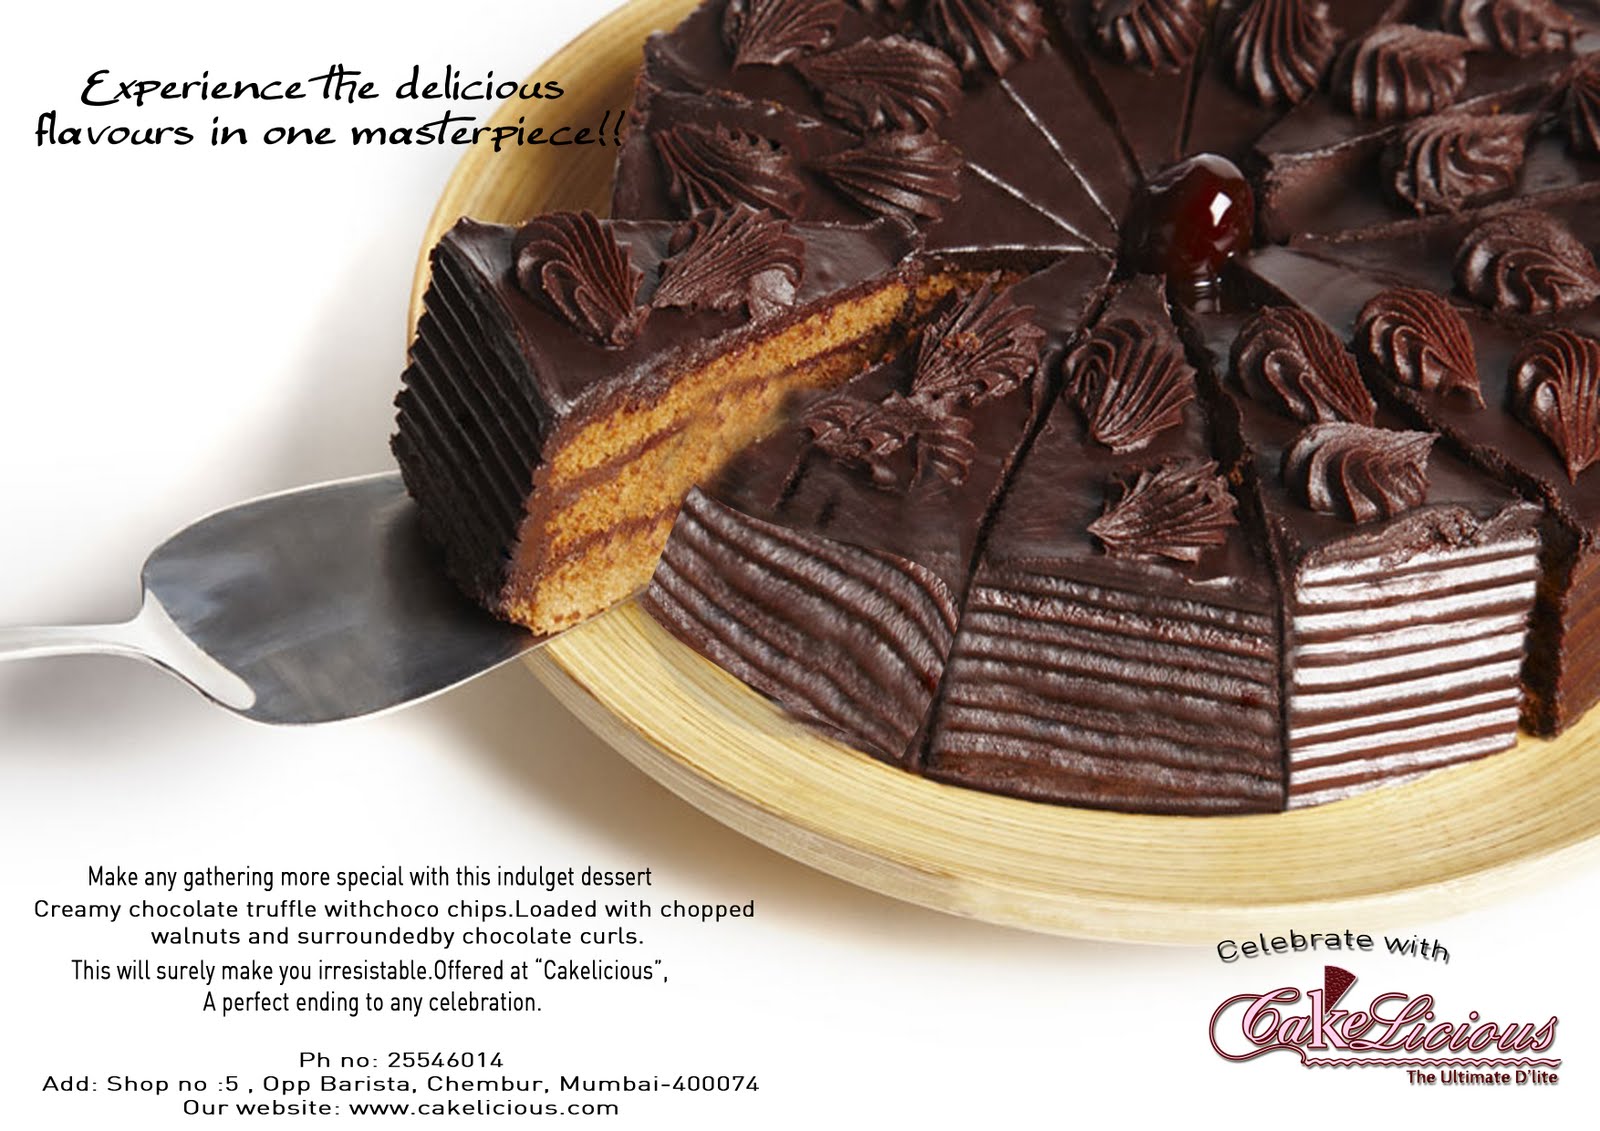 Experience the delicious
flavours in one masterpiece!!
Make any gathering more special with this indulget dessert
Creamy chocolate truffle withchoco chips.Loaded with chopped
walnuts and surroundedby chocolate curls.
This will surely make you irresistable.Offered at “Cakelicious”,
A perfect ending to any celebration.
Ph no: 25546014
Add: Shop no :5 , Opp Barista, Chembur, Mumbai-400074
Our website: www.cakelicious.com
Celebrate with
CakeLicious
The Ultimate D'lite